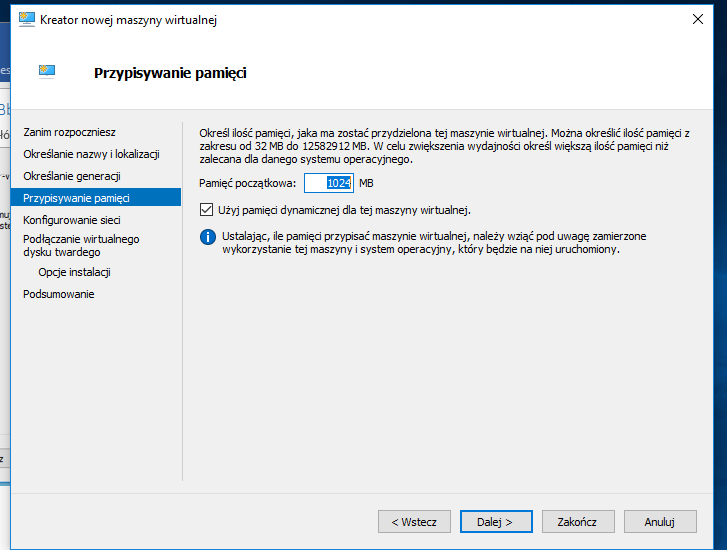 Kreator nowej maszyny wirtualnej
Przypisywanie pamięci
Zanim rozpoczniesz
Określanie nazwy i lokalizacji
Określanie generacji
Przypisywanie pamięci
Konfigurowanie sieci
Podłączanie wirtualnego
dysku twardego
Opcje instalacji
Podsumowanie
Określ ilość pamięci, jaka ma zostać przydzielona tej maszynie wirtualnej. Można określić ilość pamięci z
zakresu od 32 MB do 12582912 MB. W celu zwiększenia wydajności określ większą ilość pamięci niż
zalecana dla danego systemu operacyjnego.
Pamięć początkowa: 1024 MB
Użyj pamięci dynamicznej dla tej maszyny wirtualnej.
Ustalając, ile pamięci przypisać maszynie wirtualnej, należy wziąć pod uwagę zamierzone
wykorzystanie tej maszyny i system operacyjny, który będzie na niej uruchomiony.
< Wstecz
Dalej >
Zakończ
Anuluj